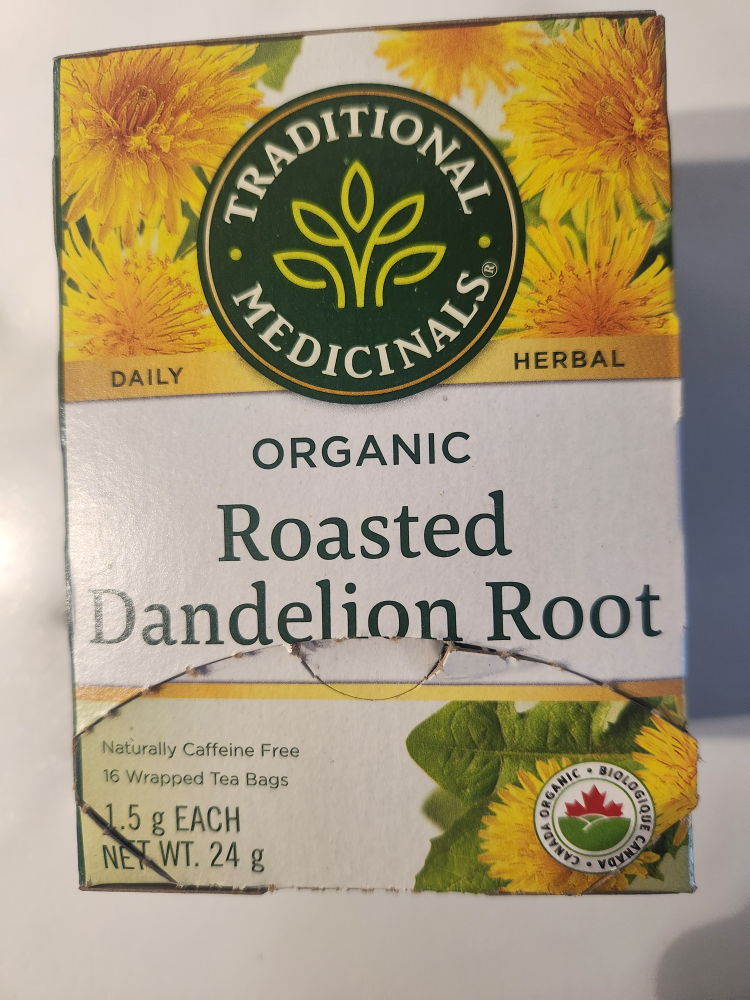 TRADITIONAL
MEDICINALS®
DAILY
HERBAL
ORGANIC
Roasted
Dandelion Root
Naturally Caffeine Free
16 Wrapped Tea Bags
1.5 g EACH
NET WT. 24 g
CANADA ORGANIC • BIOLOGIQUE CANADA •